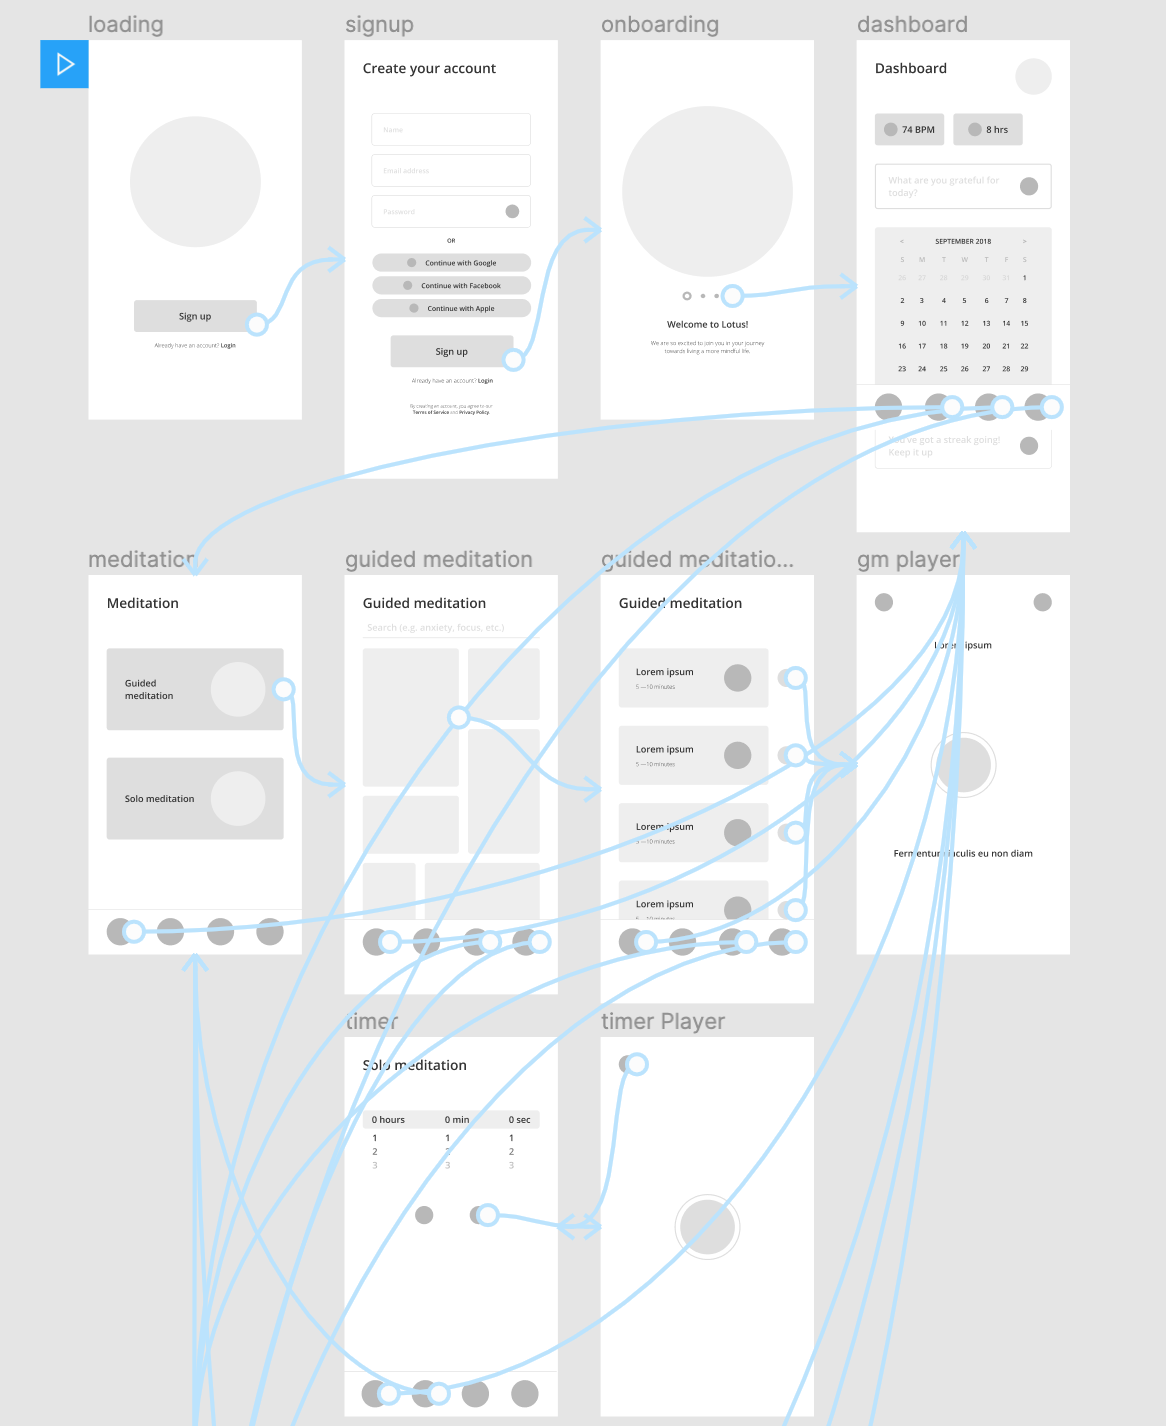 loading
Sign up
Already have an account? Login
signup
Create your account
Name
Email address
Password
OR
Continue with Google
Continue with Facebook
Continue with Apple
Sign up
Already have an account? Login
By creating an account, you agree to our
Terms of Service and Privacy Policy
onboarding
Welcome to Lotus!
We are so excited to join you in your journey
towards living a more mindful life.
dashboard
Dashboard
74 BPM
8 hrs
What are you grateful for
today?
< SEPTEMBER 2018 >
S M T W T F S
26 27 28 29 30 31 1
2 3 4 5 6 7 8
9 10 11 12 13 14 15
16 17 18 19 20 21 22
23 24 25 26 27 28 29
You've got a streak going!
Keep it up
meditation
Meditation
Guided
meditation
Solo meditation
guided meditation
Guided meditation
Search (e.g. anxiety, focus, etc.)
guided meditatio...
Guided meditation
Lorem ipsum
5 —10 minutes
Lorem ipsum
5 —10 minutes
Lorem ipsum
5 —10 minutes
Lorem ipsum
gm player
Lorem ipsum
Fermentum iaculis eu non diam
timer
Solo meditation
0 hours 0 min 0 sec
1 1 1
2 2 2
3 3 3
timer Player